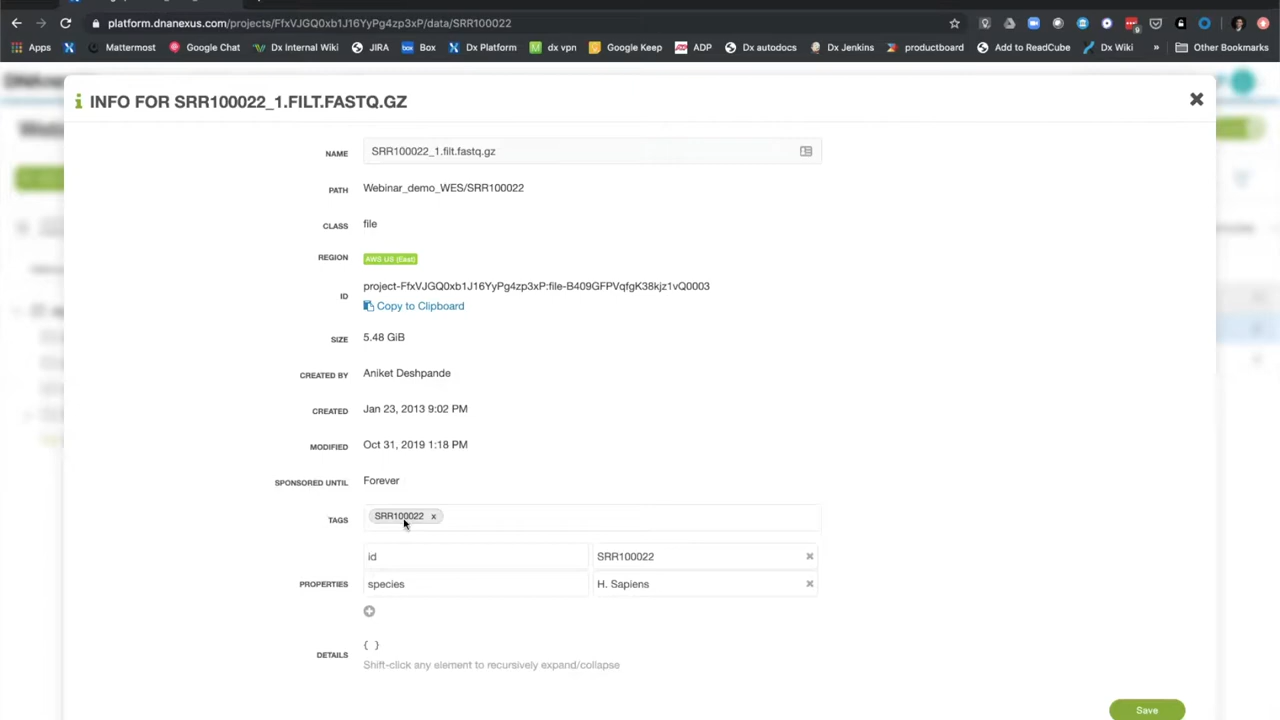 platform.dnanexus.com/projects/FfxVJGQ0xb1J16YyPg4zp3xP/data/SRR100022
Apps Mattermost Google Chat Dx Internal Wiki JIRA Box Dx Platform dx vpn Google Keep ADP Dx autodocs Dx Jenkins productboard Add to ReadCube Dx Wiki » Other Bookmarks
INFO FOR SRR100022_1.FILT.FASTQ.GZ
NAME SRR100022_1.filt.fastq.gz
PATH Webinar_demo_WES/SRR100022
CLASS file
REGION AWS US (East)
ID project-FfxVJGQ0xb1J16YyPg4zp3xP:file-B409GFPVqfgK38kjz1vQ0003
Copy to Clipboard
SIZE 5.48 GiB
CREATED BY Aniket Deshpande
CREATED Jan 23, 2013 9:02 PM
MODIFIED Oct 31, 2019 1:18 PM
SPONSORED UNTIL Forever
TAGS SRR100022 x
id SRR100022
PROPERTIES species H. Sapiens
DETAILS { }
Shift-click any element to recursively expand/collapse
Save